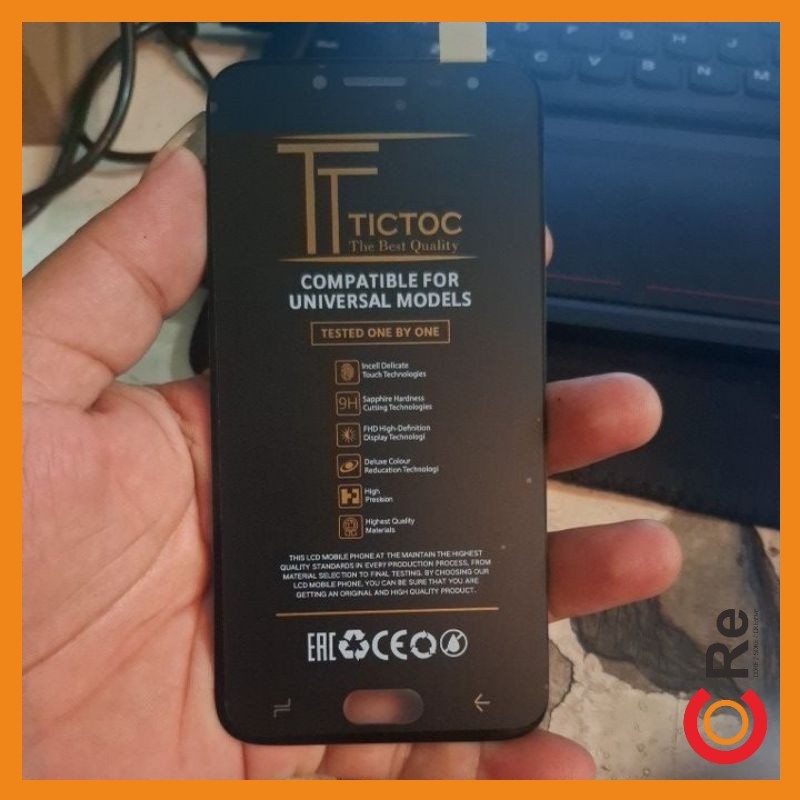 TT
TICTOC
The Best Quality
COMPATIBLE FOR
UNIVERSAL MODELS
TESTED ONE BY ONE
Incell Delicate
Touch Technologies
9H
Sapphire Hardness
Cutting Technologies
FHD High-Definition
Display Technologi
Deluxe Colour
Reducation Technologi
High
Precision
Highest Quality
Materials
THIS LCD MOBILE PHONE AT THE MAINTAIN THE HIGHEST
QUALITY STANDARDS IN EVERY PRODUCTION PROCESS, FROM
MATERIAL SELECTION TO FINAL TESTING. BY CHOOSING OUR
LCD MOBILE PHONE, YOU CAN BE SURE THAT YOU ARE
GETTING AN ORIGINAL AND HIGH QUALITY PRODUCT.
EAC CE
Re